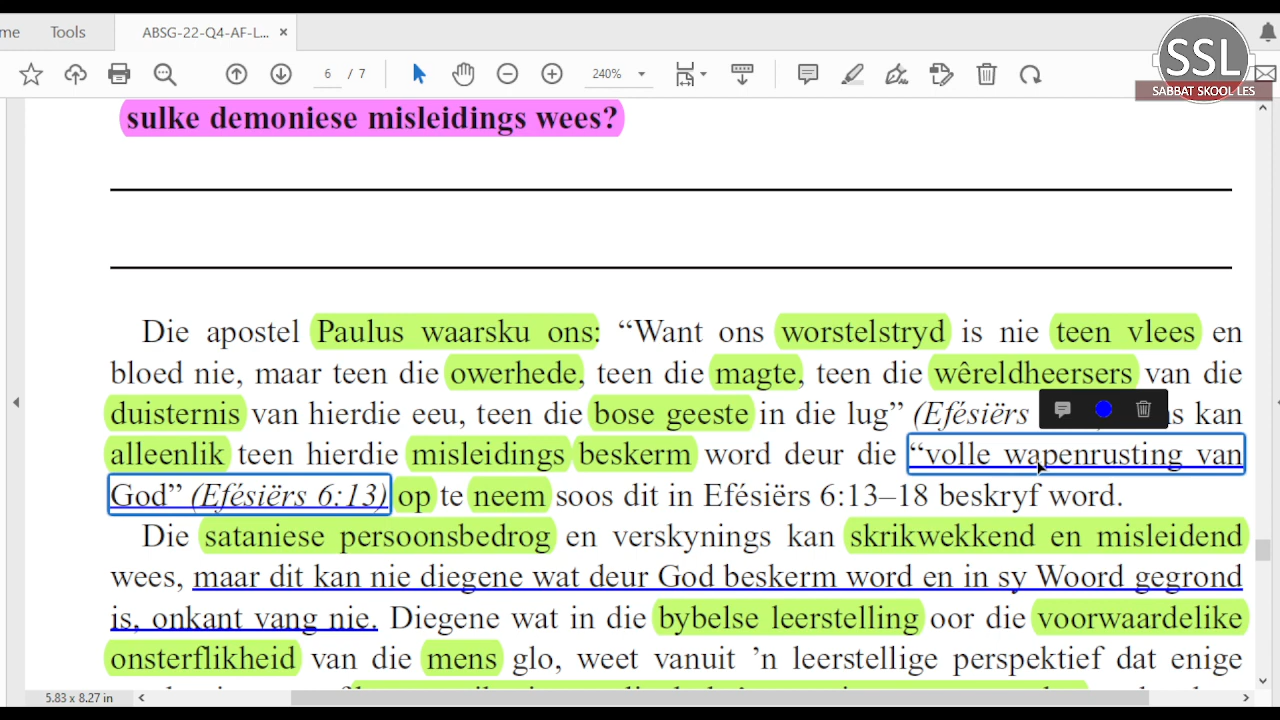 me Tools ABSG-22-Q4-AF-L... ×
SSL
SABBAT SKOOL LES
6 / 7 240%
sulke demoniese misleidings wees?
Die apostel Paulus waarsku ons: “Want ons worstelstryd is nie teen vlees en
bloed nie, maar teen die owerhede, teen die magte, teen die wêreldheersers van die
duisternis van hierdie eeu, teen die bose geeste in die lug” (Efésiërs kan
alleenlik teen hierdie misleidings beskerm word deur die “volle wapenrusting van
God” (Efésiërs 6:13) op te neem soos dit in Efésiërs 6:13–18 beskryf word.
Die sataniese persoonsbedrog en verskynings kan skrikwekkend en misleidend
wees, maar dit kan nie diegene wat deur God beskerm word en in sy Woord gegrond
is, onkant vang nie. Diegene wat in die bybelse leerstelling oor die voorwaardelike
onsterflikheid van die mens glo, weet vanuit ’n leerstellige perspektief dat enige
5.83 x 8.27 in